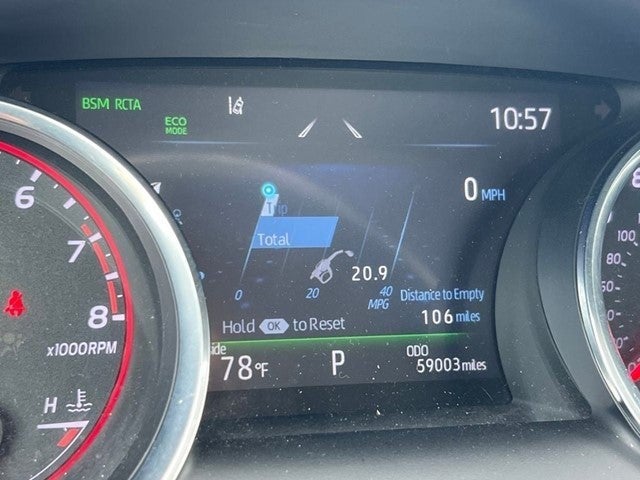 BSM RCTA
ECO
MODE
10:57
0 MPH
Trip
Total
20.9
0 20 40
MPG
Distance to Empty
106 miles
Hold OK to Reset
78°F
P
ODO
59003 miles
6
7
8
x1000RPM
H
100
80